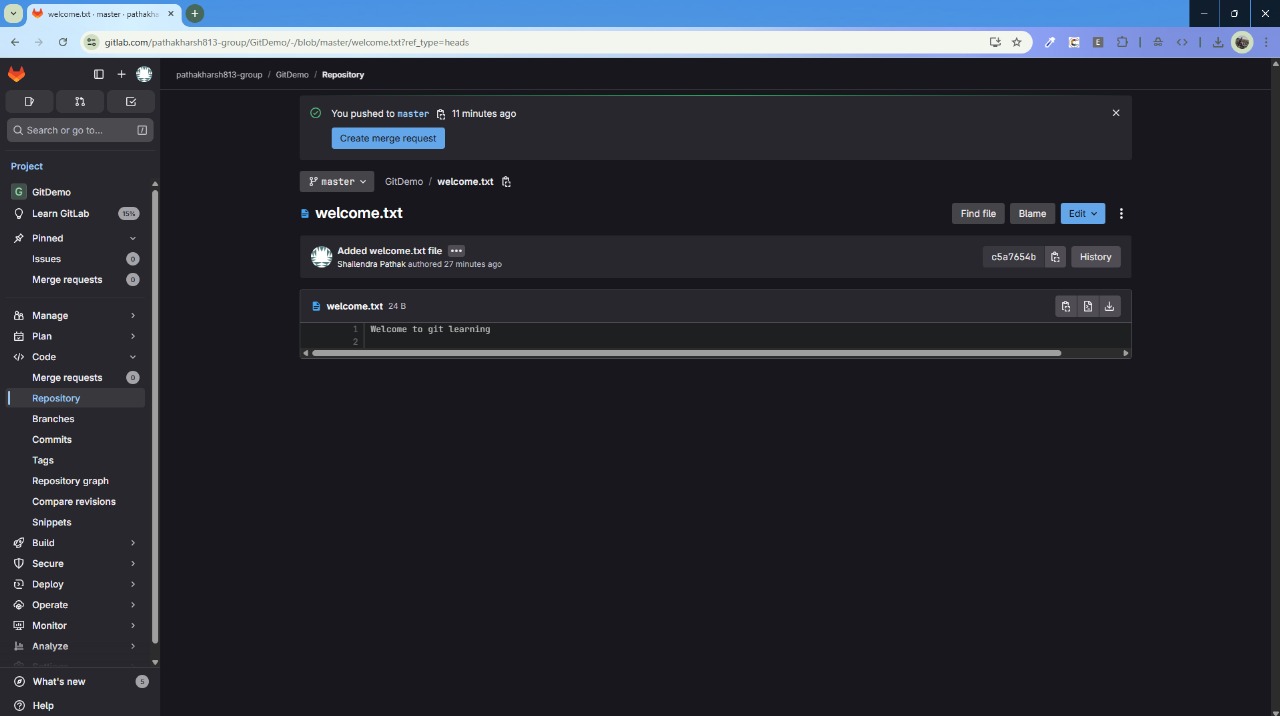 welcome.txt · master · pathakha
gitlab.com/pathakharsh813-group/GitDemo/-/blob/master/welcome.txt?ref_type=heads
pathakharsh813-group / GitDemo / Repository
Search or go to... /
Project
G GitDemo
Learn GitLab 15%
Pinned
Issues 0
Merge requests 0
Manage
Plan
Code
Merge requests 0
Repository
Branches
Commits
Tags
Repository graph
Compare revisions
Snippets
Build
Secure
Deploy
Operate
Monitor
Analyze
What's new 5
Help
You pushed to master 11 minutes ago
Create merge request
master GitDemo / welcome.txt
welcome.txt Find file Blame Edit
Added welcome.txt file
Shailendra Pathak authored 27 minutes ago
c5a7654b History
welcome.txt 24 B
1 Welcome to git learning
2